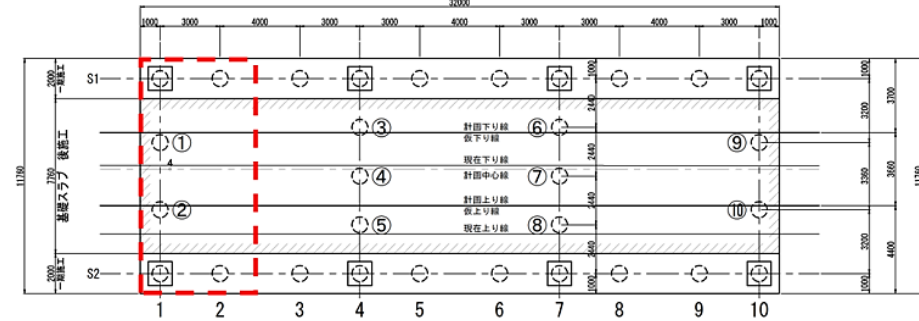 32000
1000 3000 4000 3000 3000 3000 4000 3000 3000 4000 3000 1000
2000
一期施工
S1
1000
3700
3200
2440
① ③ ⑥ ⑨
計画下り線
仮下り線
11780
7760
基礎スラブ 後施工
4
現在下り線
計画中心線
④ ⑦
2440
3360
3660
11760
計画上り線
仮上り線
② ⑤ ⑧ ⑩
現在上り線
2440
2440
3200
4400
2000
一期施工
S2
1000
1000
1 2 3 4 5 6 7 8 9 10